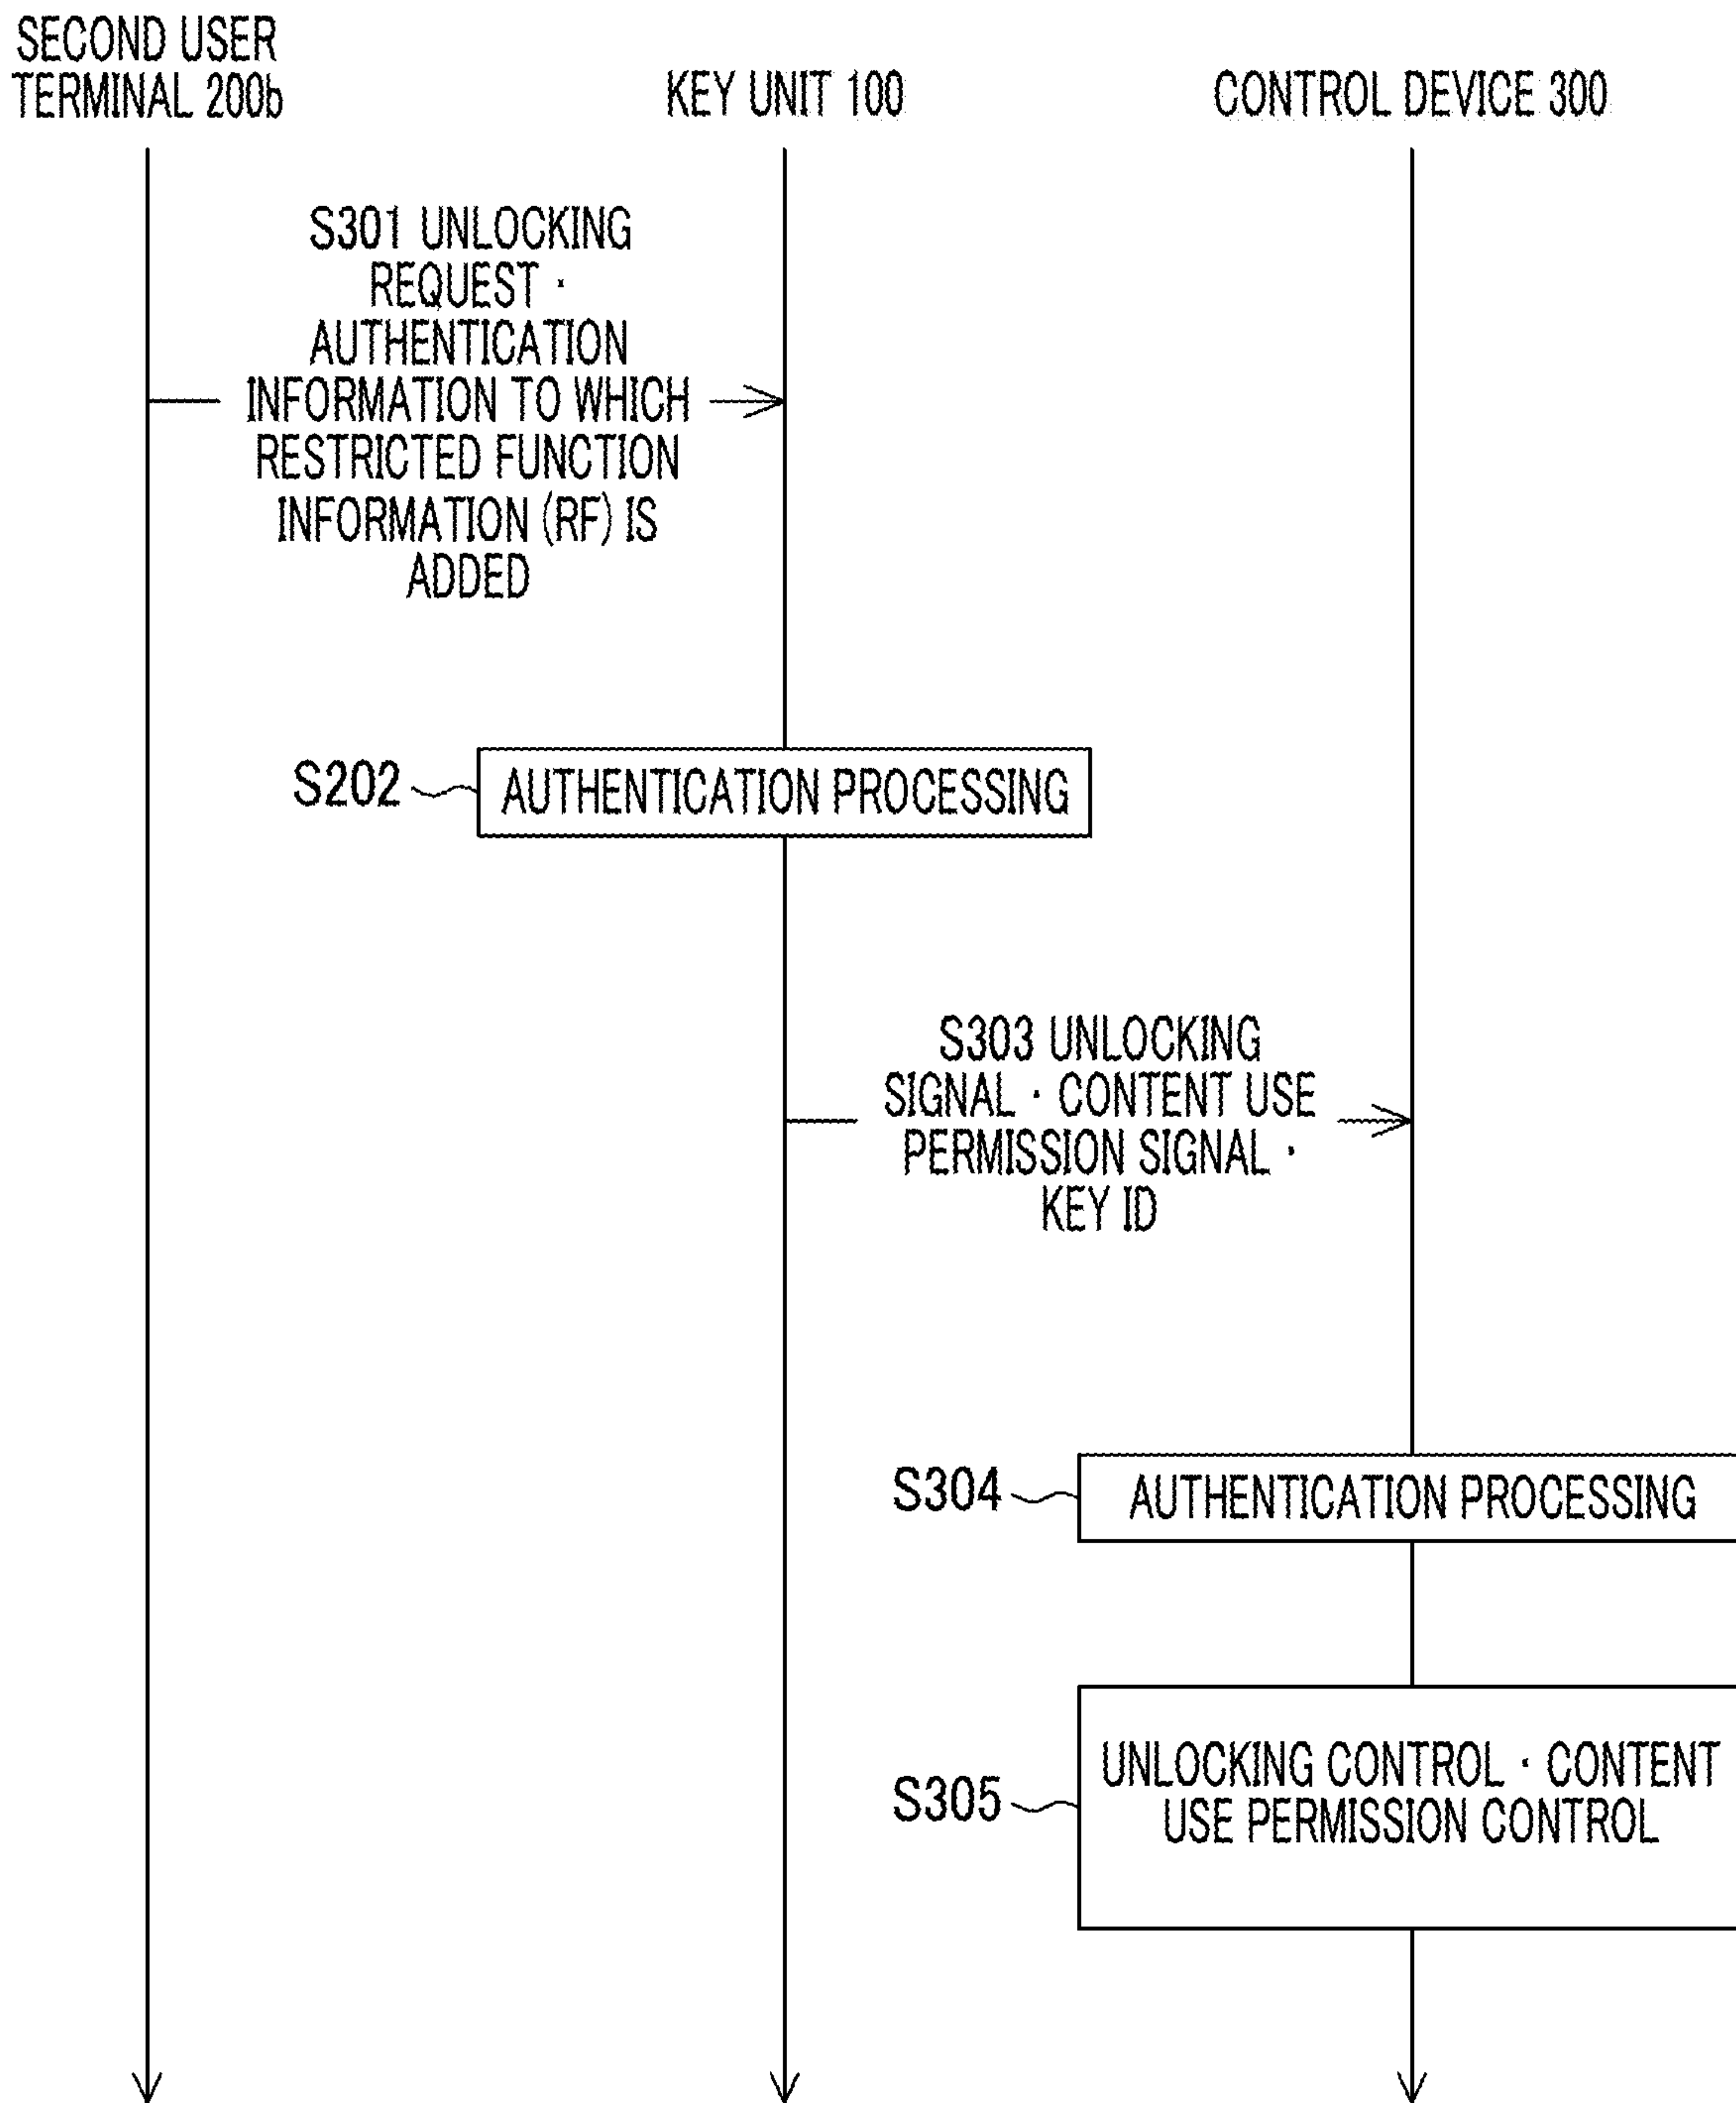 SECOND USER
TERMINAL 200b
KEY UNIT 100
CONTROL DEVICE 300
S301 UNLOCKING
REQUEST ·
AUTHENTICATION
INFORMATION TO WHICH
RESTRICTED FUNCTION
INFORMATION (RF) IS
ADDED
S202
AUTHENTICATION PROCESSING
S303 UNLOCKING
SIGNAL · CONTENT USE
PERMISSION SIGNAL ·
KEY ID
S304
AUTHENTICATION PROCESSING
S305
UNLOCKING CONTROL · CONTENT
USE PERMISSION CONTROL